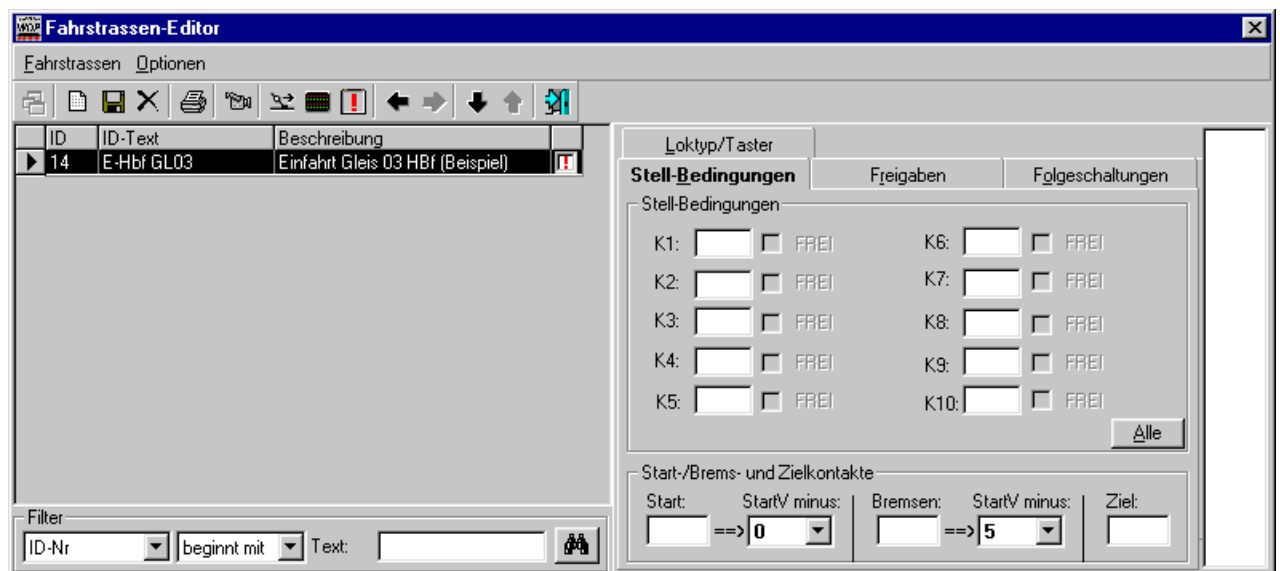 Fahrstrassen-Editor
Fahrstrassen Optionen
ID ID-Text Beschreibung
14 E-Hbf GL03 Einfahrt Gleis 03 HBf (Beispiel)
Loktyp/Taster
Stell-Bedingungen Freigaben Folgeschaltungen
Stell-Bedingungen
K1: FREI K6: FREI
K2: FREI K7: FREI
K3: FREI K8: FREI
K4: FREI K9: FREI
K5: FREI K10: FREI
Alle
Start-/Brems- und Zielkontakte
Start: StartV minus: Bremsen: StartV minus: Ziel:
==> 0 ==> 5
Filter
ID-Nr beginnt mit Text: